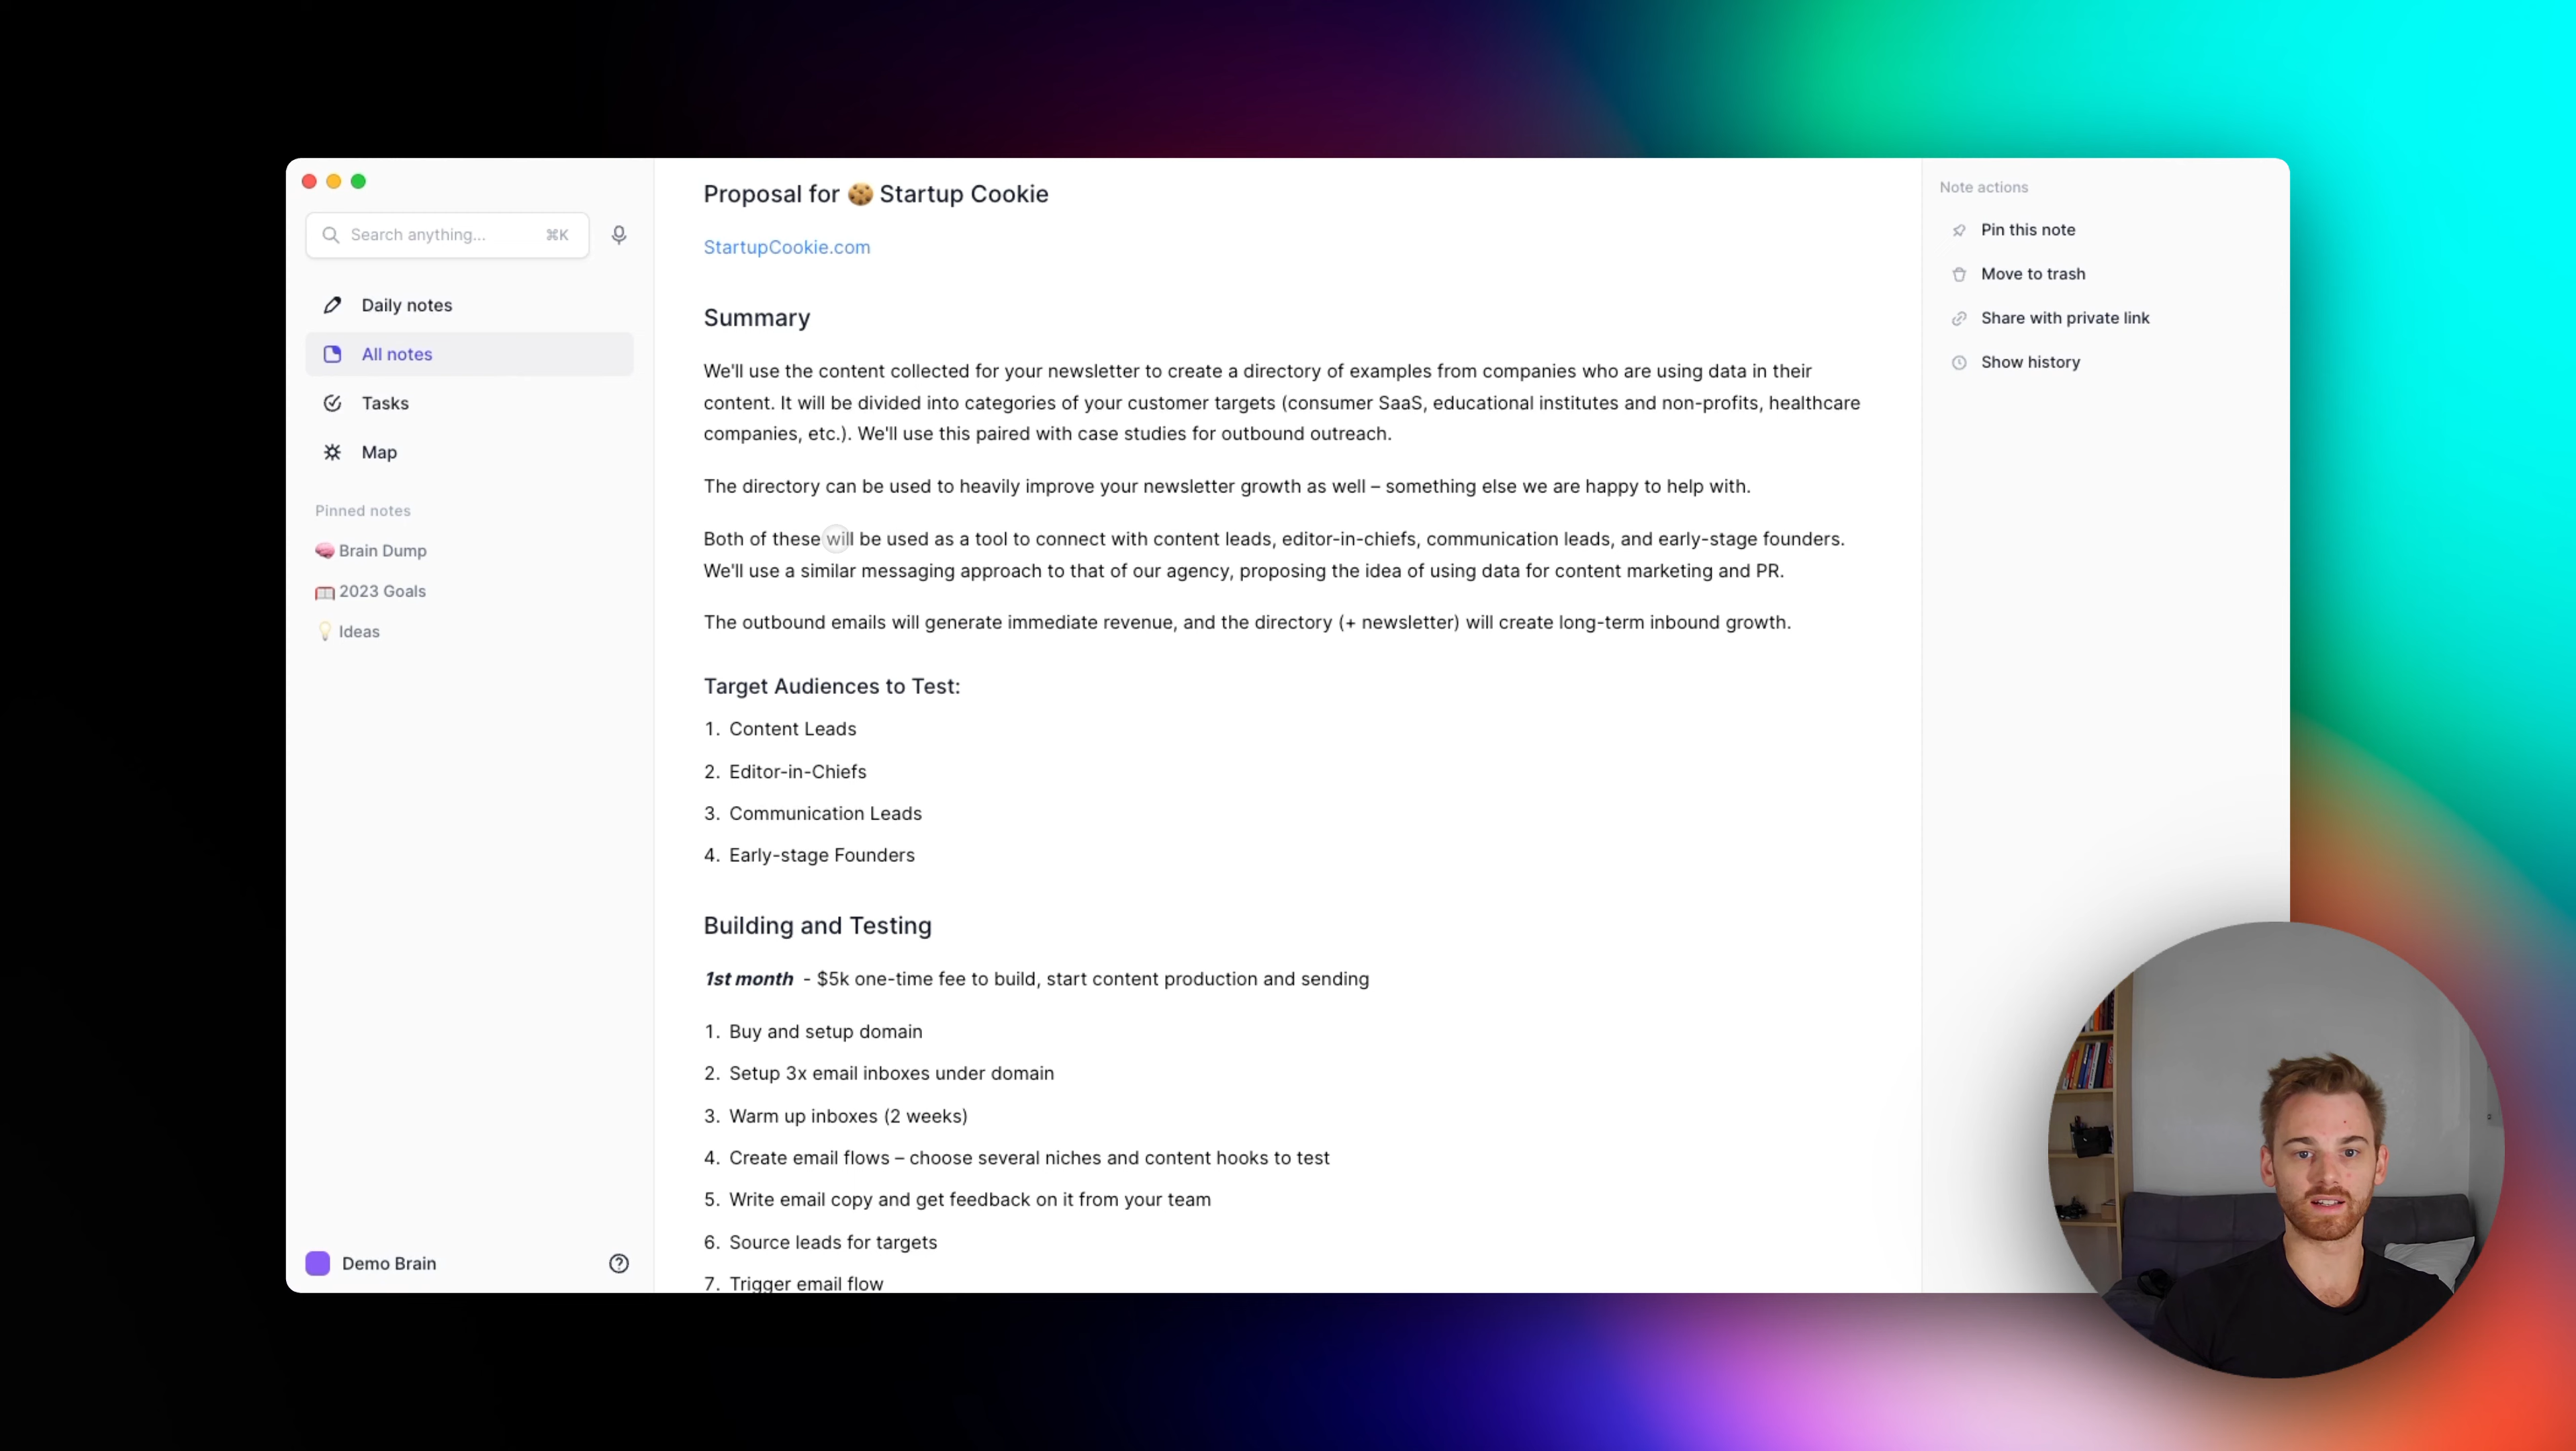 Search anything... ⌘K
Daily notes
All notes
Tasks
Map
Pinned notes
🧠 Brain Dump
📖 2023 Goals
💡 Ideas
Demo Brain
Proposal for 🍪 Startup Cookie
StartupCookie.com
Summary
We'll use the content collected for your newsletter to create a directory of examples from companies who are using data in their
content. It will be divided into categories of your customer targets (consumer SaaS, educational institutes and non-profits, healthcare
companies, etc.). We'll use this paired with case studies for outbound outreach.
The directory can be used to heavily improve your newsletter growth as well – something else we are happy to help with.
Both of these will be used as a tool to connect with content leads, editor-in-chiefs, communication leads, and early-stage founders.
We'll use a similar messaging approach to that of our agency, proposing the idea of using data for content marketing and PR.
The outbound emails will generate immediate revenue, and the directory (+ newsletter) will create long-term inbound growth.
Target Audiences to Test:
1. Content Leads
2. Editor-in-Chiefs
3. Communication Leads
4. Early-stage Founders
Building and Testing
1st month - $5k one-time fee to build, start content production and sending
1. Buy and setup domain
2. Setup 3x email inboxes under domain
3. Warm up inboxes (2 weeks)
4. Create email flows – choose several niches and content hooks to test
5. Write email copy and get feedback on it from your team
6. Source leads for targets
7. Trigger email flow
Note actions
Pin this note
Move to trash
Share with private link
Show history